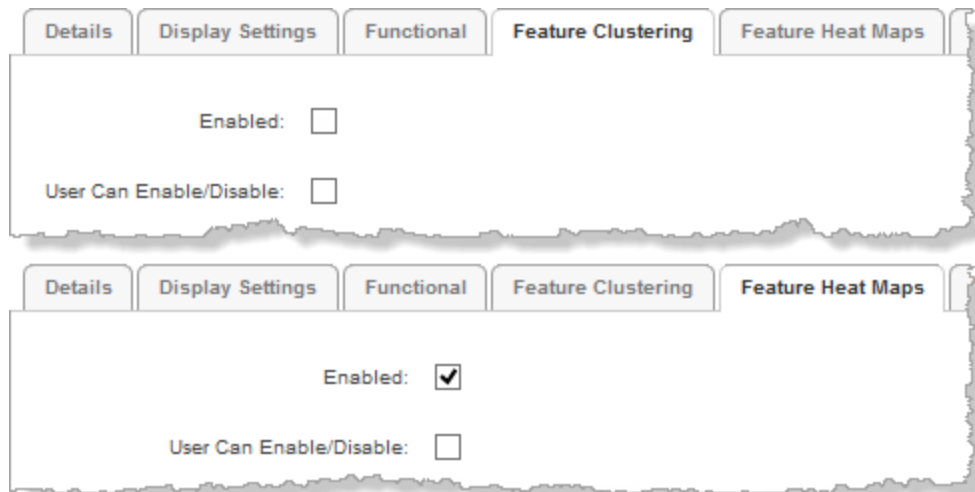 Details Display Settings Functional Feature Clustering Feature Heat Maps
Enabled:
User Can Enable/Disable:
Details Display Settings Functional Feature Clustering Feature Heat Maps
Enabled:
User Can Enable/Disable: